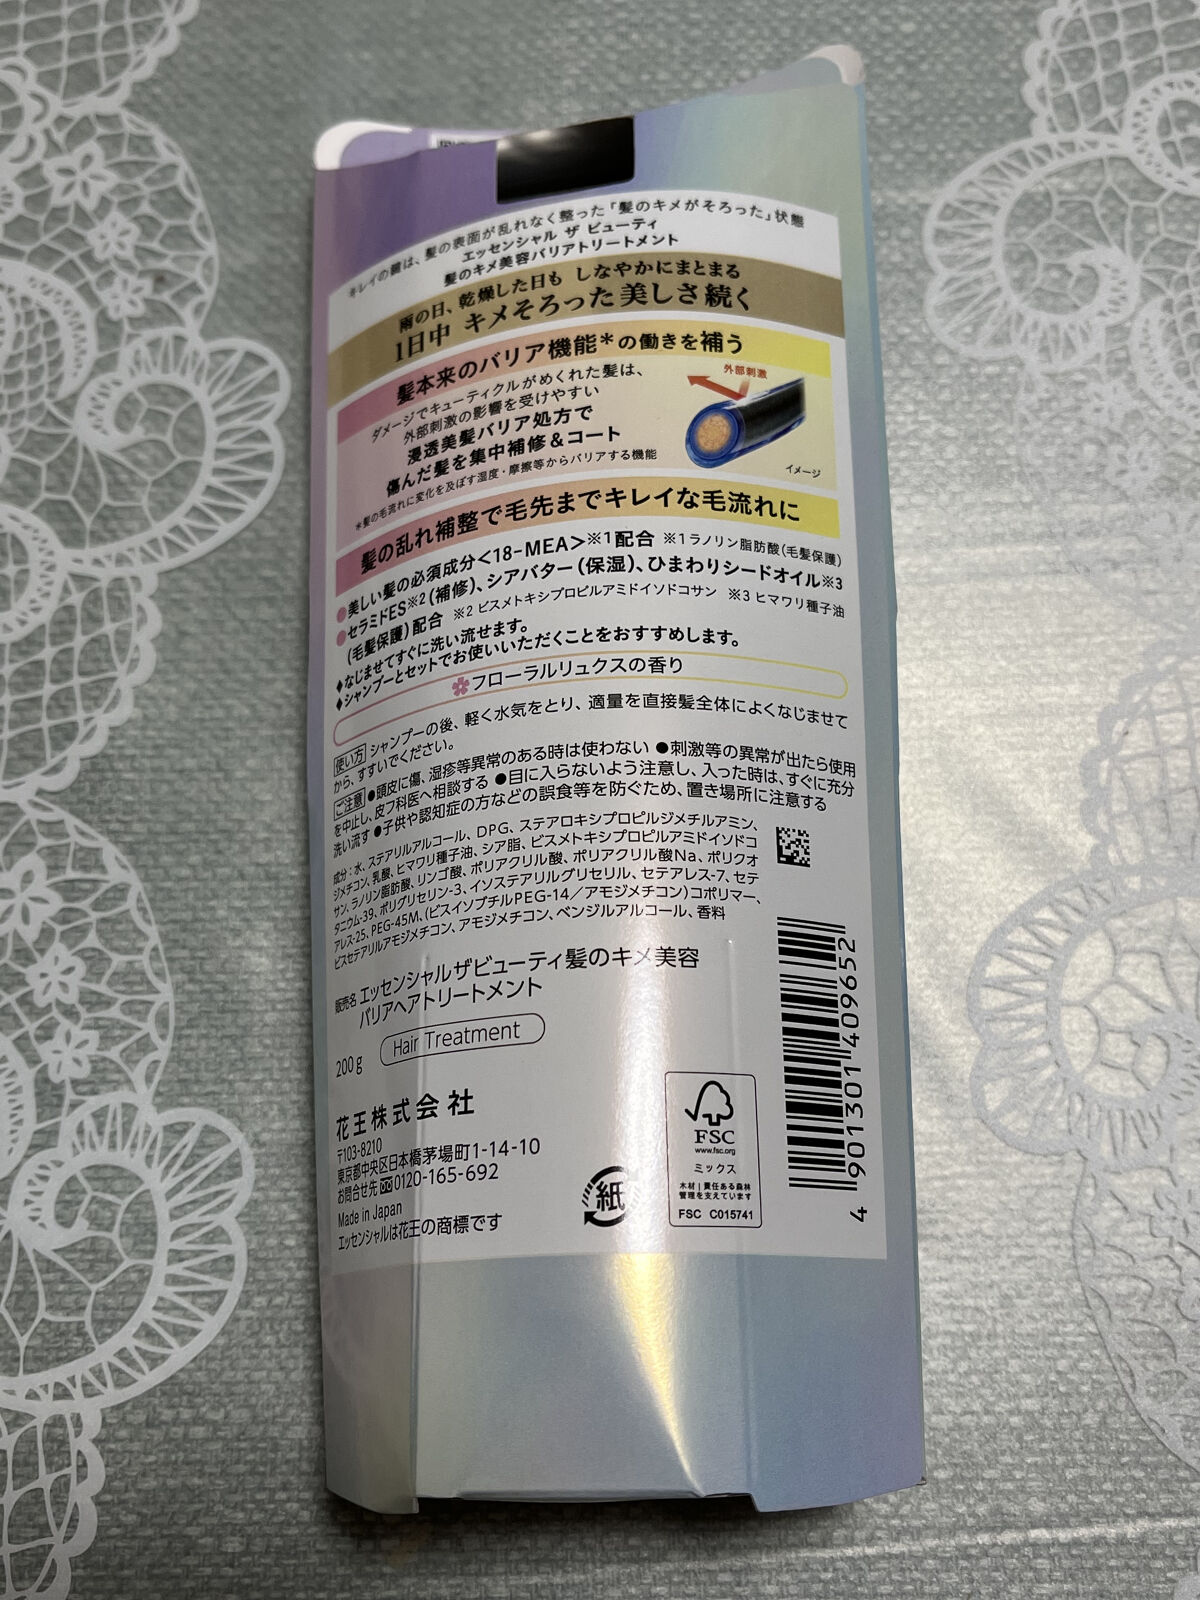 キレイの鍵は、髪の表面が乱れなく整った「髪のキメがそろった」状態
エッセンシャル ザ ビューティ
髪のキメ美容バリアトリートメント
雨の日、乾燥した日も しなやかにまとまる
1日中 キメそろった美しさ続く
髪本来のバリア機能*の働きを補う
ダメージでキューティクルがめくれた髪は、
外部刺激の影響を受けやすい
浸透美髪バリア処方で
傷んだ髪を集中補修&コート
*髪の毛流れに変化を及ぼす湿度・摩擦等からバリアする機能
外部刺激
イメージ
髪の乱れ補整で毛先までキレイな毛流れに
●美しい髪の必須成分<18-MEA>※1配合 ※1 ラノリン脂肪酸(毛髪保護)
●セラミドES※2(補修)、シアバター(保湿)、ひまわりシードオイル※3
(毛髪保護)配合 ※2 ビスメトキシプロピルアミドイソドコサン ※3 ヒマワリ種子油
◆なじませてすぐに洗い流せます。
◆シャンプーとセットでお使いいただくことをおすすめします。
フローラルリュクスの香り
使い方 シャンプーの後、軽く水気をとり、適量を直接髪全体によくなじませて
から、すすいでください。
ご注意 ●頭皮に傷、湿疹等異常のある時は使わない ●刺激等の異常が出たら使用
を中止し、皮フ科医へ相談する ●目に入らないよう注意し、入った時は、すぐに充分
洗い流す ●子供や認知症の方などの誤食等を防ぐため、置き場所に注意する
成分:水、ステアリルアルコール、DPG、ステアロキシプロピルジメチルアミン、
ジメチコン、乳酸、ヒマワリ種子油、シア脂、ビスメトキシプロピルアミドイソドコ
サン、ラノリン脂肪酸、リンゴ酸、ポリアクリル酸、ポリアクリル酸Na、ポリクオ
タニウム-39、ポリグリセリン-3、イソステアリルグリセリル、セテアレス-7、セテ
アレス-25、PEG-45M、(ビスイソブチルPEG-14/アモジメチコン)コポリマー、
ビスセテアリルアモジメチコン、アモジメチコン、ベンジルアルコール、香料
販売名 エッセンシャルザビューティ髪のキメ美容
バリアヘアトリートメント
200g Hair Treatment
花王株式会社
〒103-8210
東京都中央区日本橋茅場町1-14-10
お問合せ先 0120-165-692
Made in Japan
エッセンシャルは花王の商標です
紙
FSC
www.fsc.org
ミックス
木材|責任ある森林
管理を支えています
FSC C015741
4 901301 409652